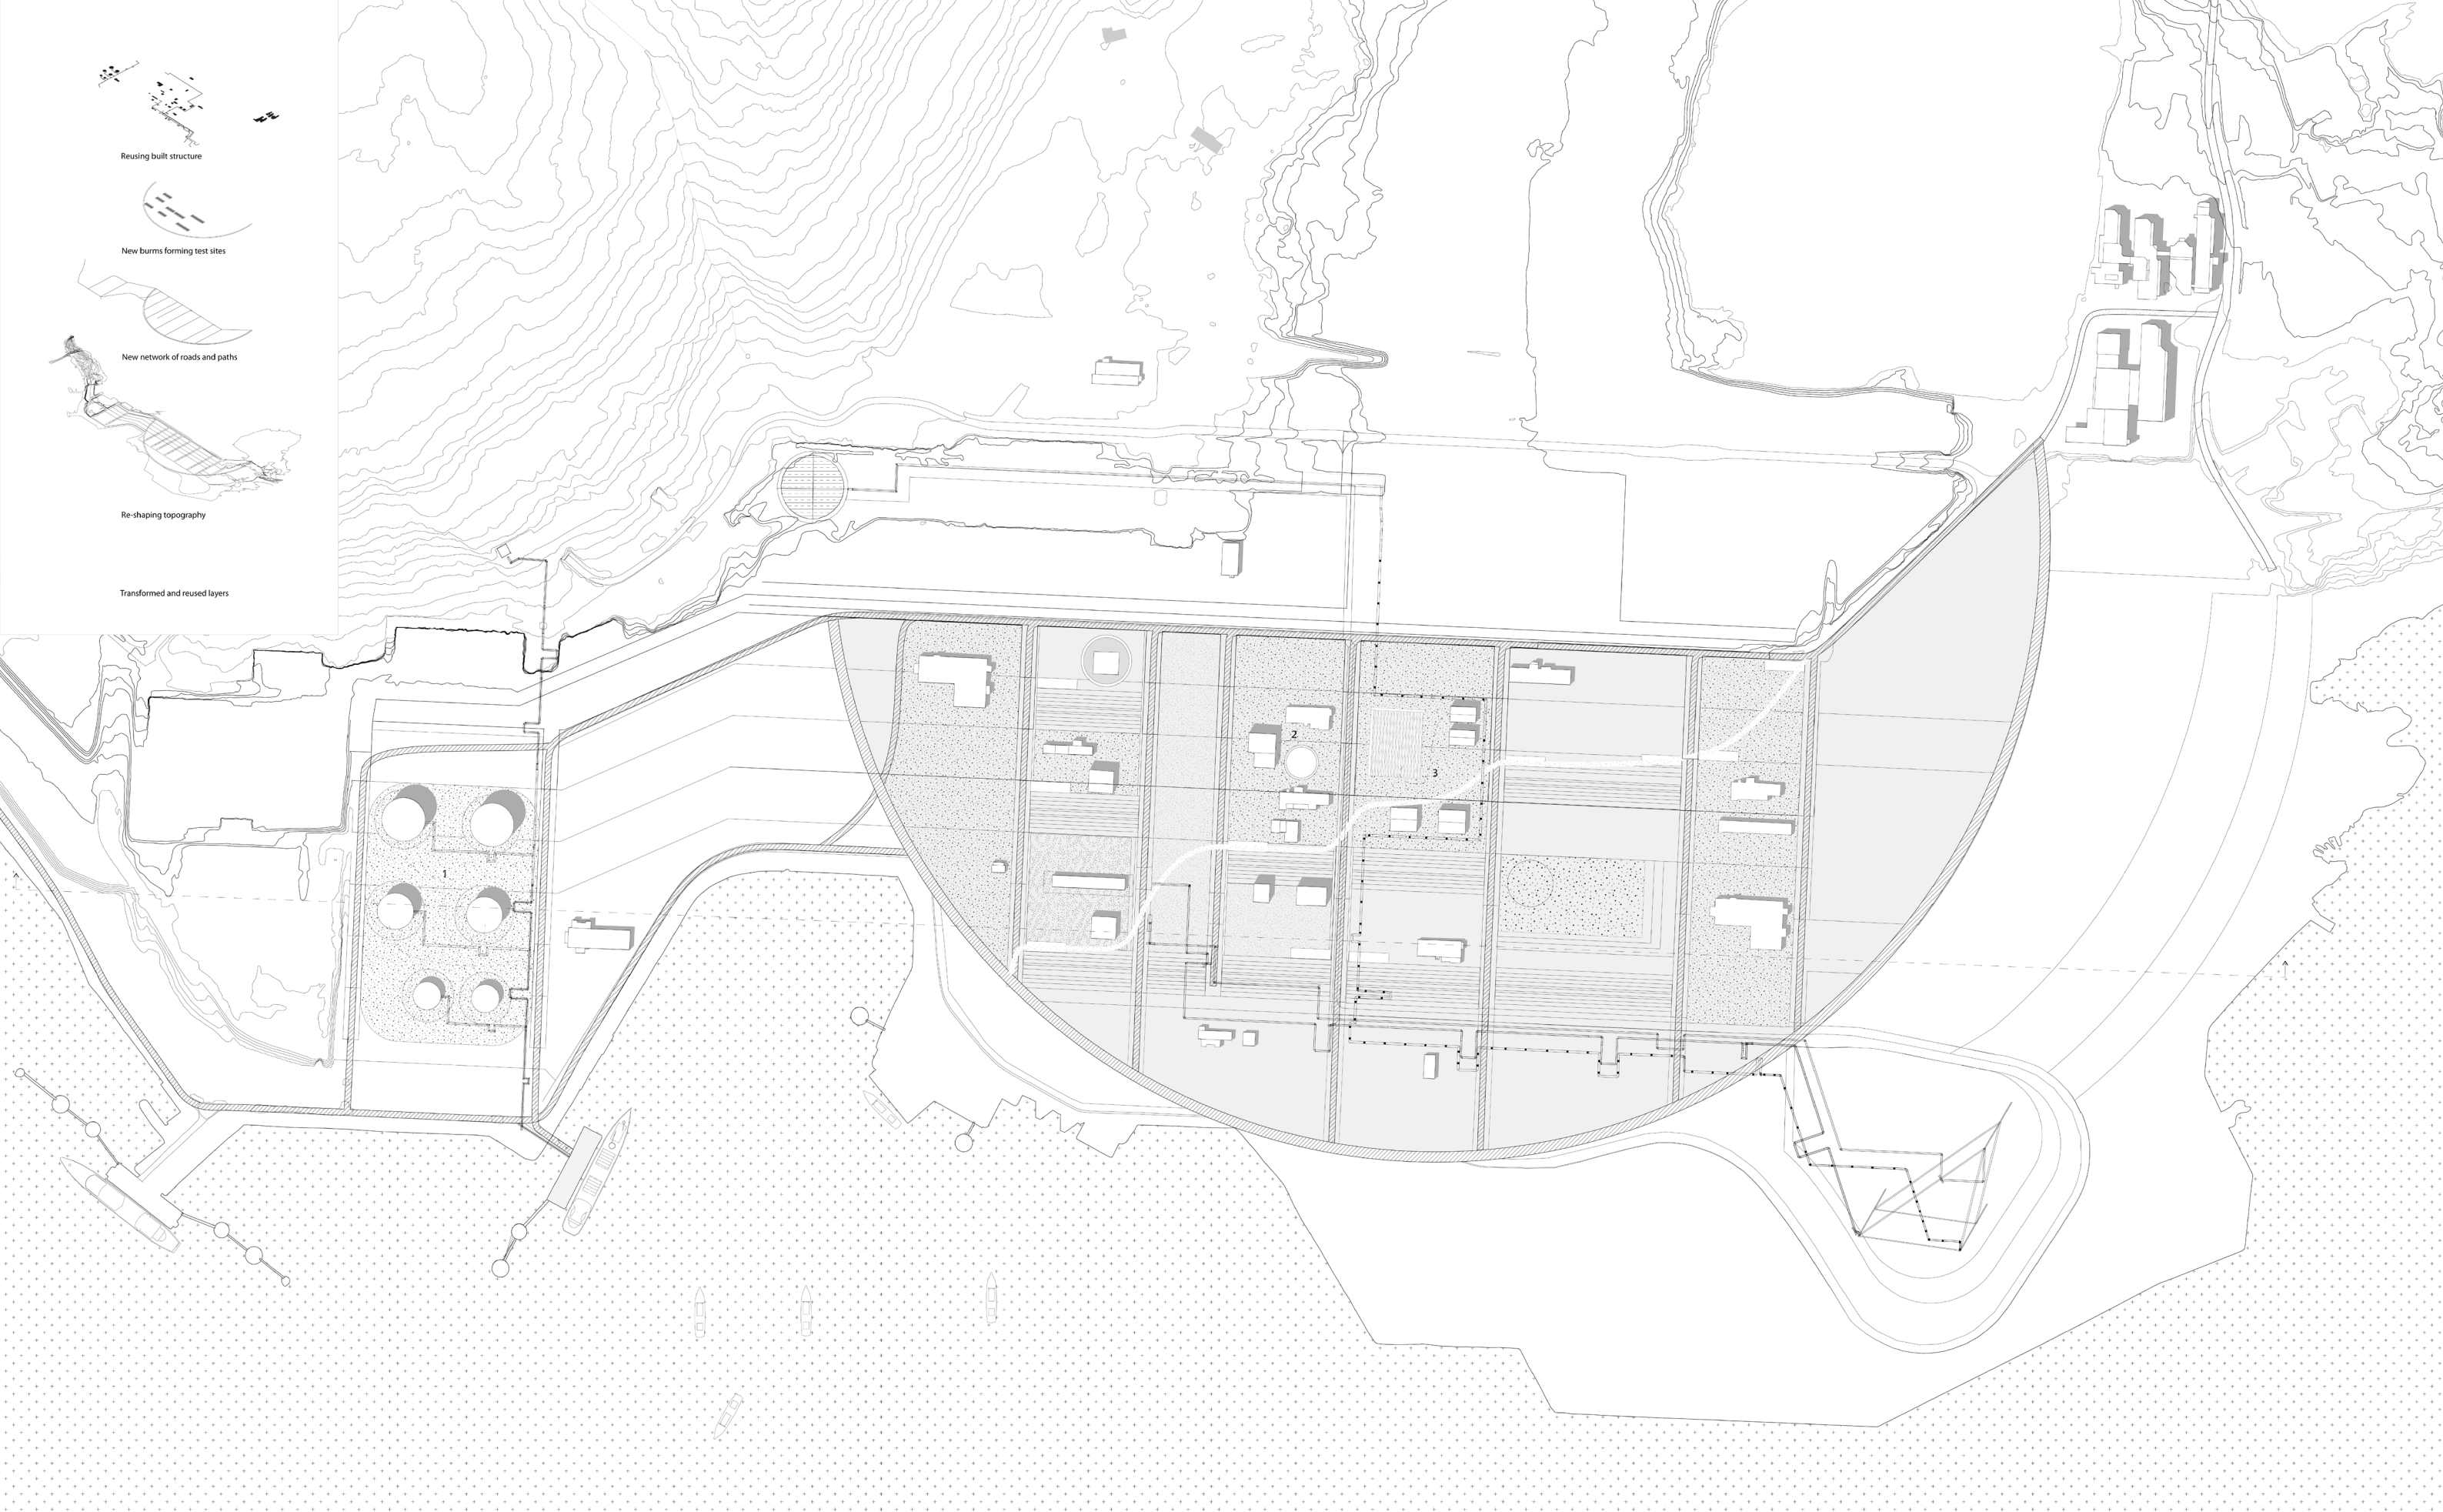 Reusing built structure
New burms forming test sites
New network of roads and paths
Re-shaping topography
Transformed and reused layers
2
3
1